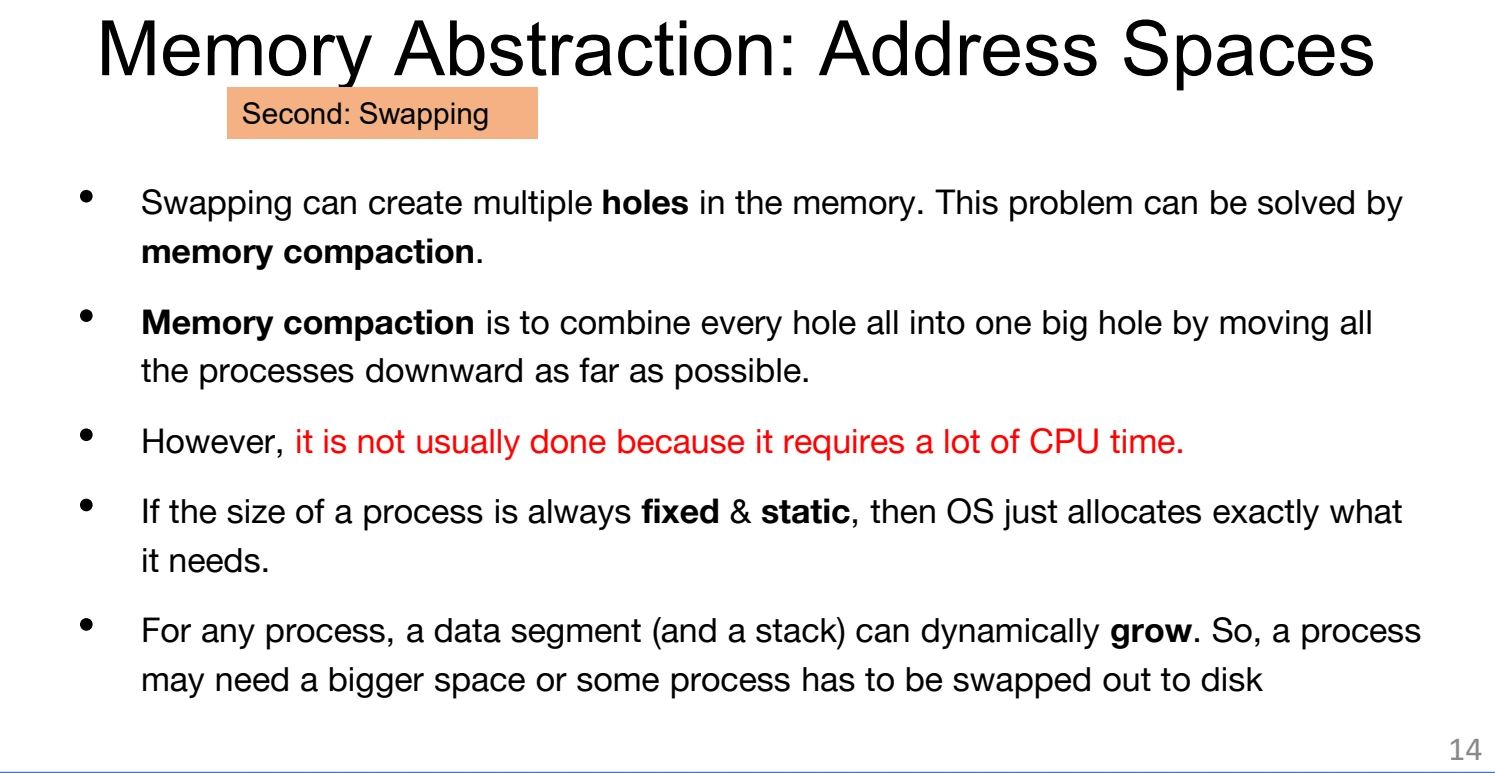 Memory Abstraction: Address Spaces
Second: Swapping
• Swapping can create multiple holes in the memory. This problem can be solved by
memory compaction.
• Memory compaction is to combine every hole all into one big hole by moving all
the processes downward as far as possible.
• However, it is not usually done because it requires a lot of CPU time.
• If the size of a process is always fixed & static, then OS just allocates exactly what
it needs.
• For any process, a data segment (and a stack) can dynamically grow. So, a process
may need a bigger space or some process has to be swapped out to disk
14